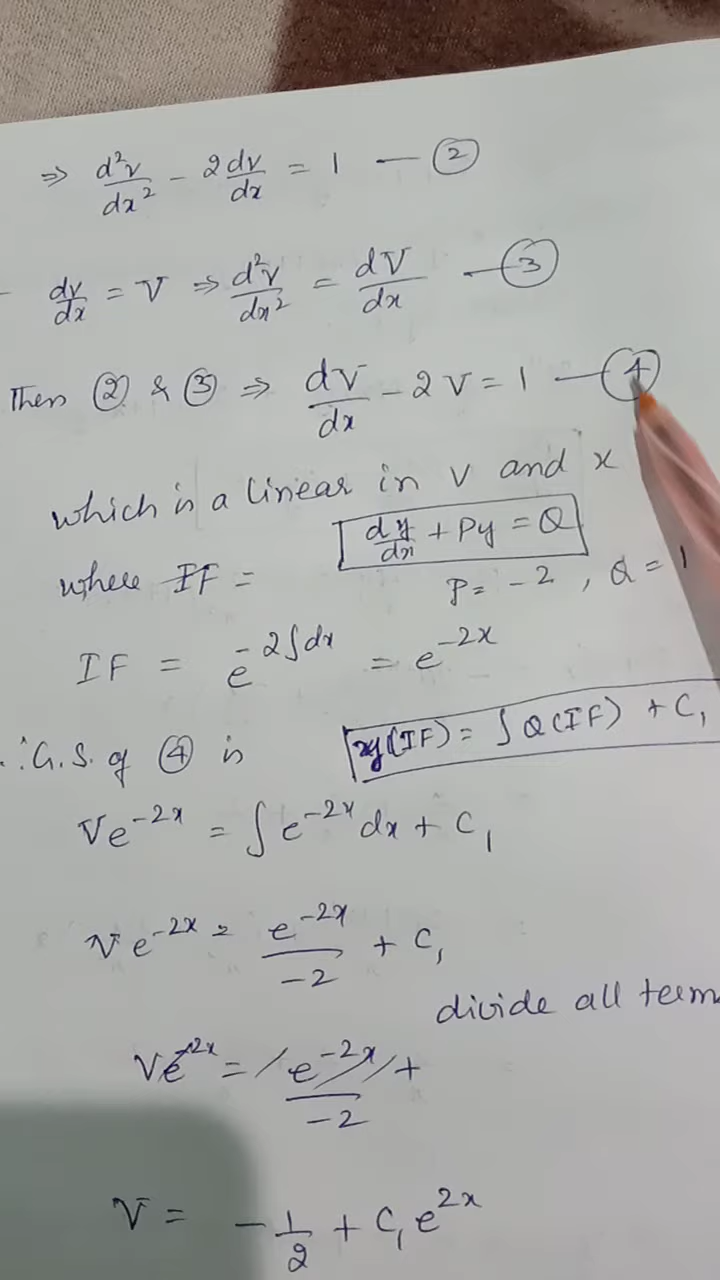 ⇒ d²v/dx² - 2dv/dx = 1 — ②
dv/dx = V ⇒ d²v/dx² = dV/dx — ③
Then ② & ③ ⇒ dV/dx - 2V = 1 — ④
which is a linear in V and x
where IF = dy/dx + Py = Q
P = -2, Q = 1
IF = e^-2∫dx = e^-2x
∴ G.S. of ④ is y(IF) = ∫Q(IF) + C₁
Ve^-2x = ∫e^-2x dx + C₁
Ve^-2x = e^-2x/-2 + C₁
divide all term
Ve^-2x = e^-2x/-2 +
V = -1/2 + C₁e^2x